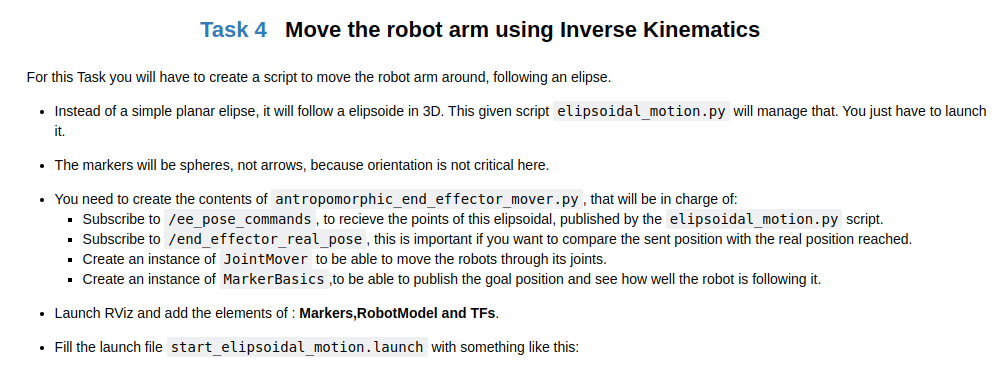 Task 4 Move the robot arm using Inverse Kinematics
For this Task you will have to create a script to move the robot arm around, following an elipse.
• Instead of a simple planar elipse, it will follow a elipsoide in 3D. This given script elipsoidal_motion.py will manage that. You just have to launch
it.
• The markers will be spheres, not arrows, because orientation is not critical here.
• You need to create the contents of antropomorphic_end_effector_mover.py, that will be in charge of:
▪ Subscribe to /ee_pose_commands, to recieve the points of this elipsoidal, published by the elipsoidal_motion.py script.
▪ Subscribe to /end_effector_real_pose, this is important if you want to compare the sent position with the real position reached.
▪ Create an instance of JointMover to be able to move the robots through its joints.
▪ Create an instance of MarkerBasics,to be able to publish the goal position and see how well the robot is following it.
• Launch RViz and add the elements of : Markers,RobotModel and TFs.
• Fill the launch file start_elipsoidal_motion.launch with something like this: